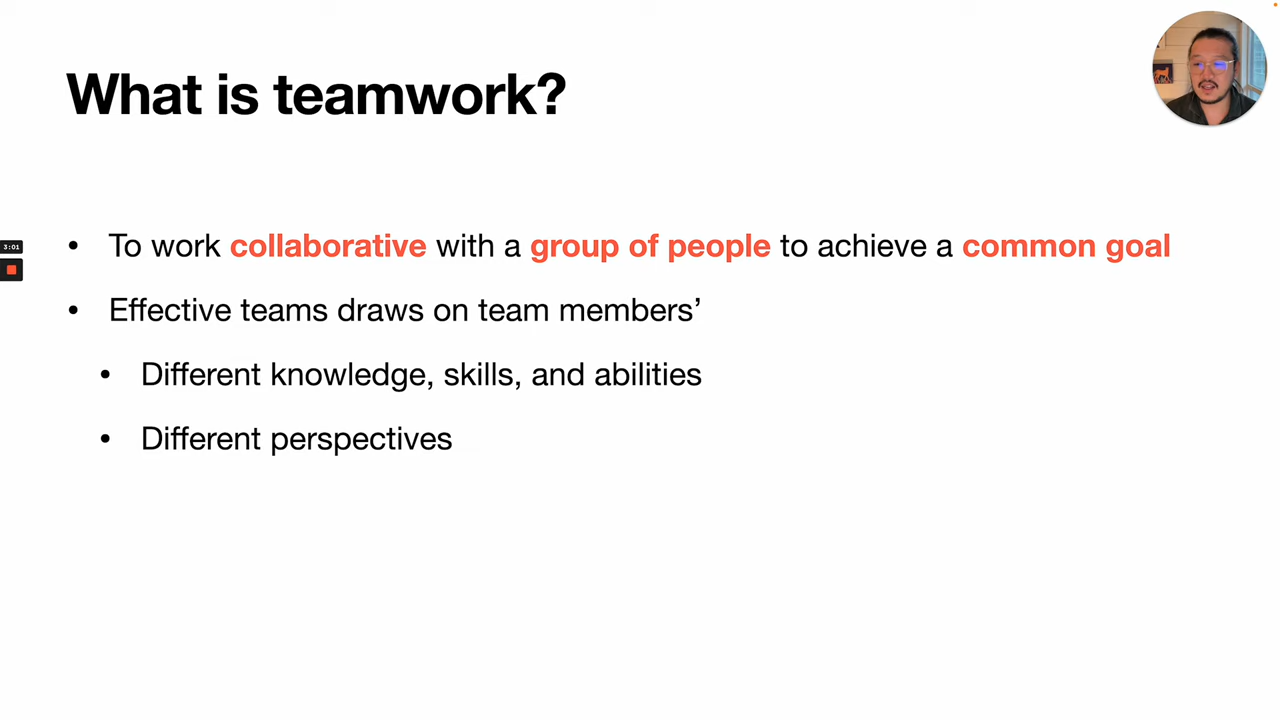 What is teamwork?
3:01
• To work collaborative with a group of people to achieve a common goal
• Effective teams draws on team members’
• Different knowledge, skills, and abilities
• Different perspectives